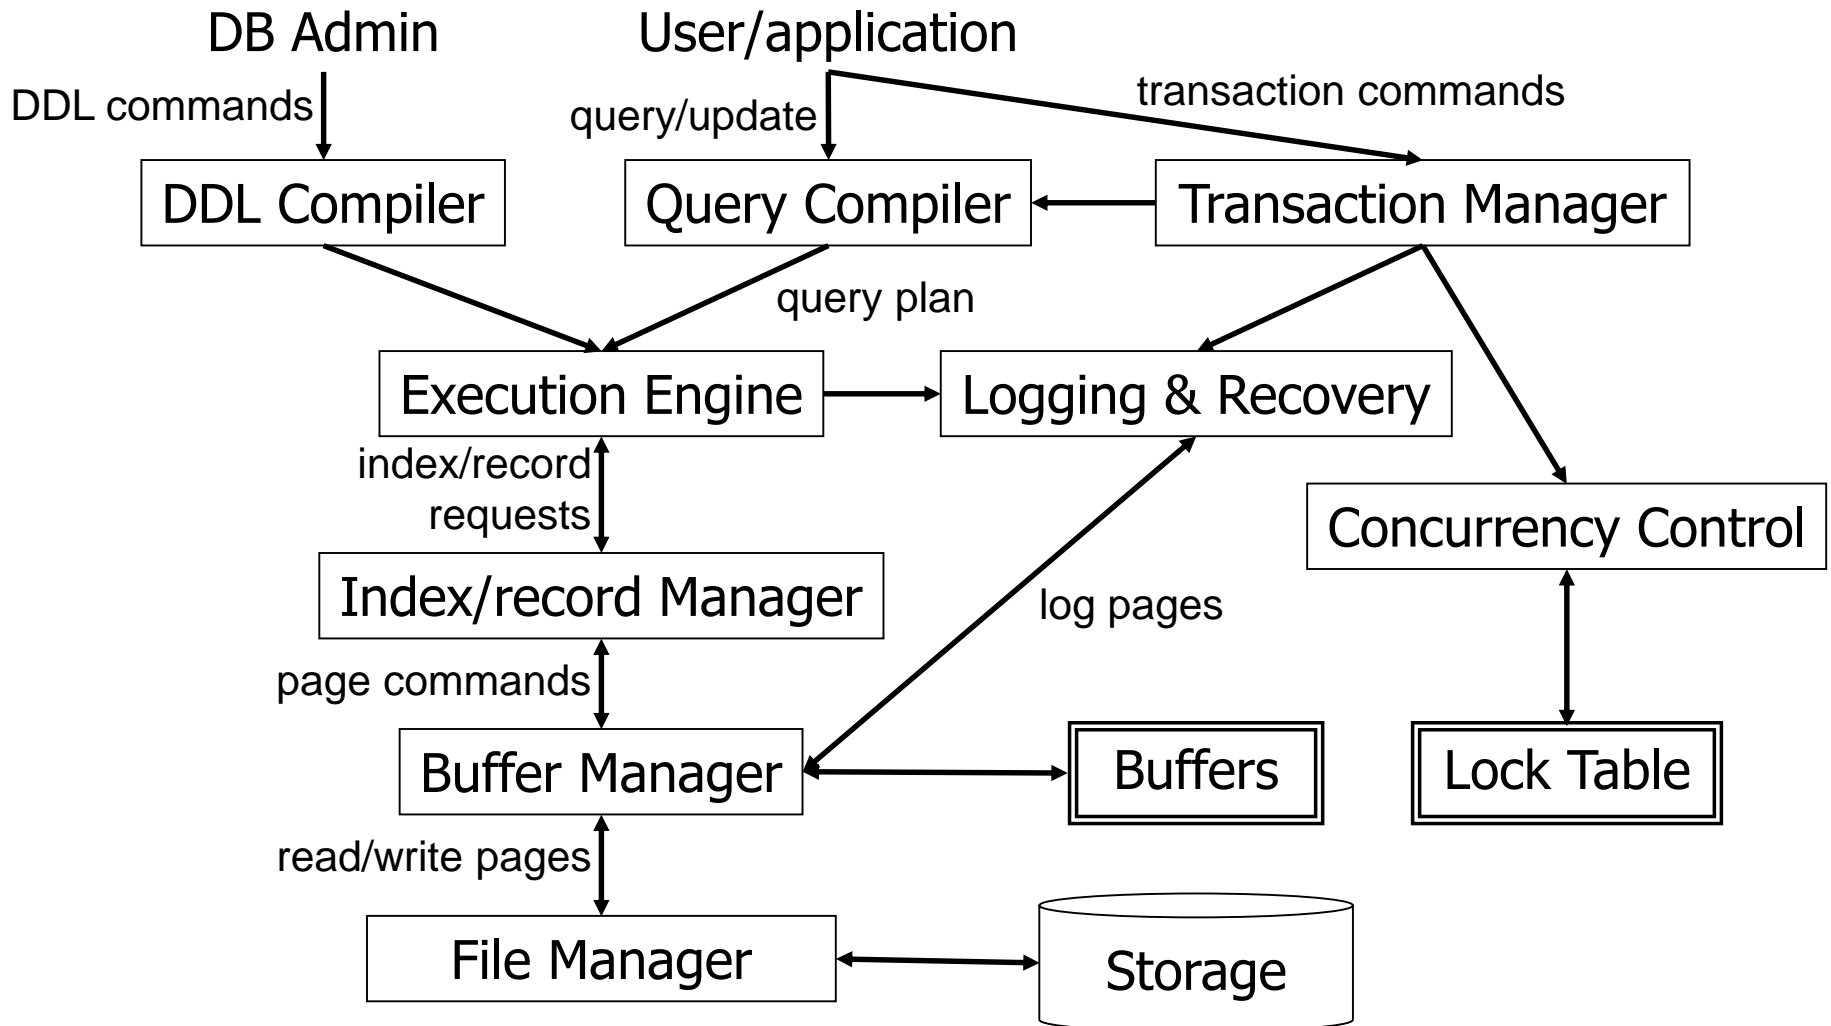 DB Admin
User/application
DDL commands
query/update
transaction commands
DDL Compiler
Query Compiler
Transaction Manager
query plan
Execution Engine
Logging & Recovery
index/record
requests
Concurrency Control
Index/record Manager
log pages
page commands
Buffer Manager
Buffers
Lock Table
read/write pages
File Manager
Storage